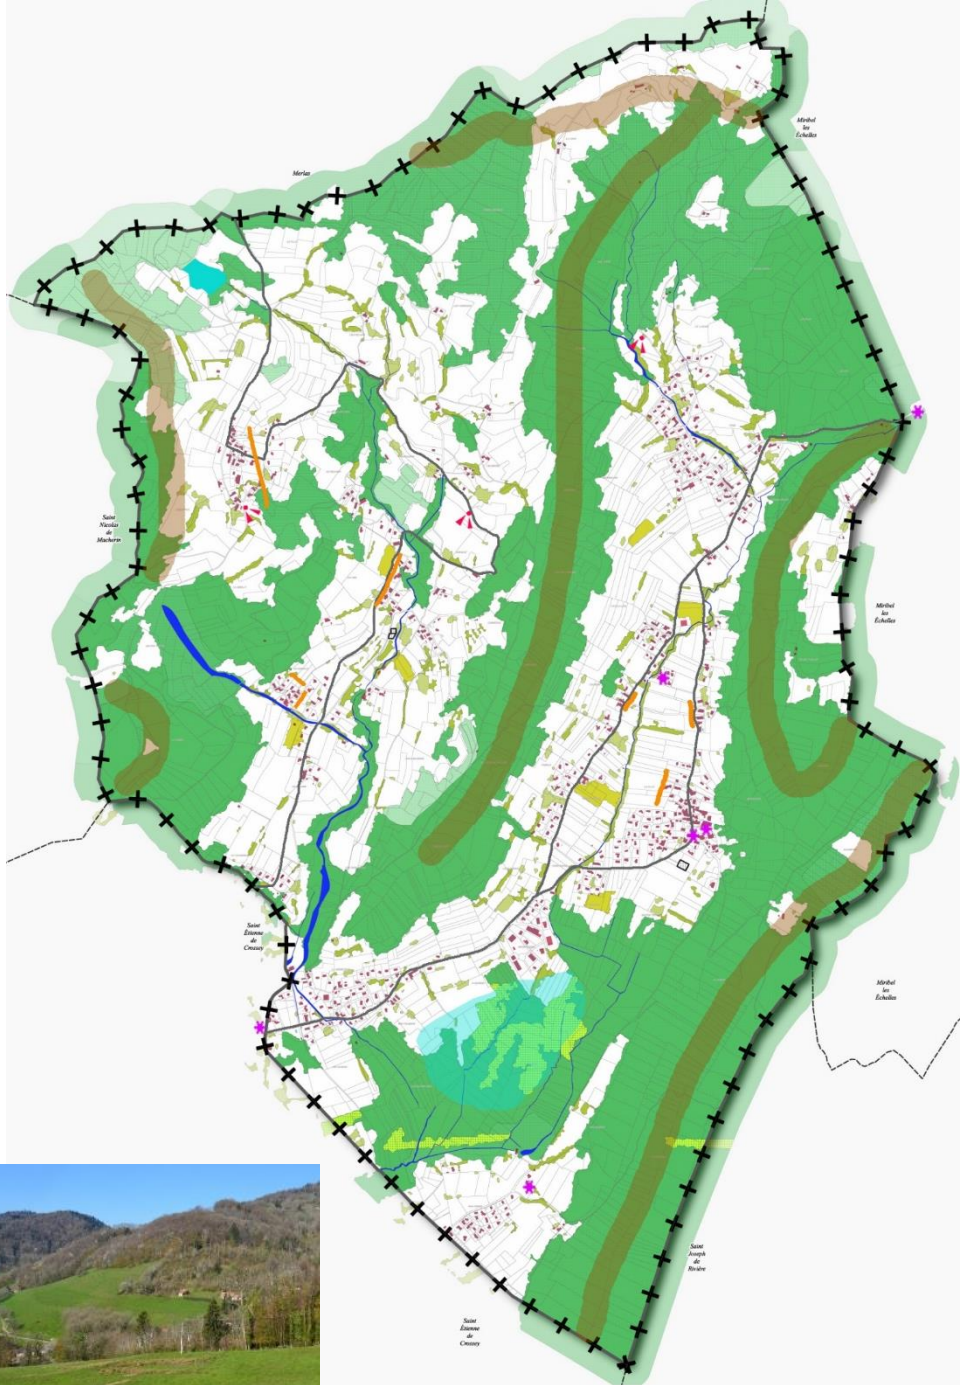 Miribel
les
Échelles
Merlas
Saint
Nicolas
de
Macherin
Miribel
les
Échelles
Saint
Étienne
de
Crossey
Miribel
les
Échelles
Saint
Joseph
de
Rivière
Saint
Étienne
de
Crossey